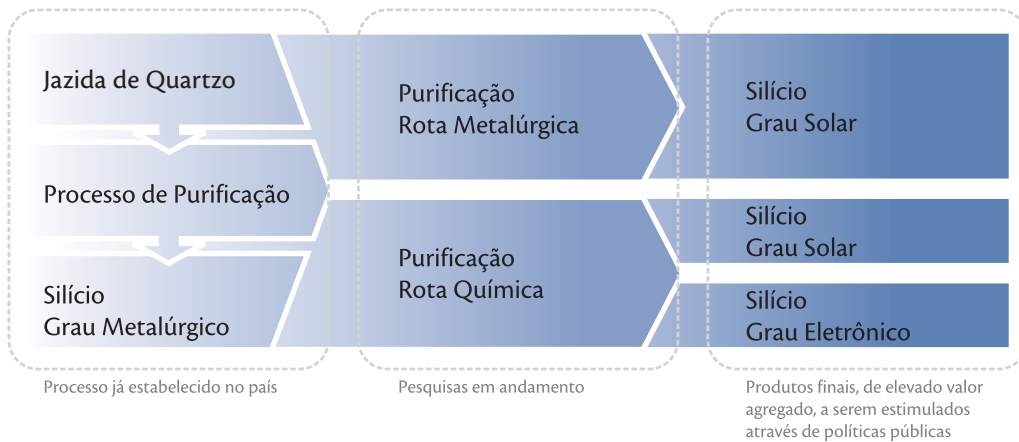 Jazida de Quartzo
Processo de Purificação
Silício
Grau Metalúrgico
Processo já estabelecido no país
Purificação
Rota Metalúrgica
Purificação
Rota Química
Pesquisas em andamento
Silício
Grau Solar
Silício
Grau Solar
Silício
Grau Eletrônico
Produtos finais, de elevado valor
agregado, a serem estimulados
através de políticas públicas